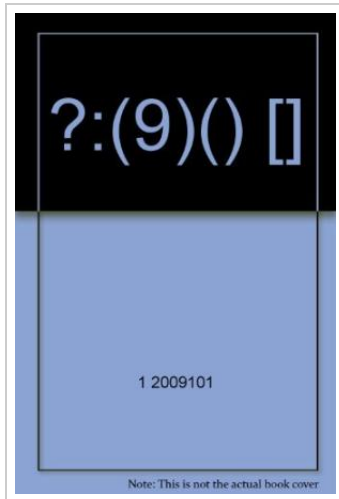 ?:(9)() []
1 2009101
Note: This is not the actual book cover